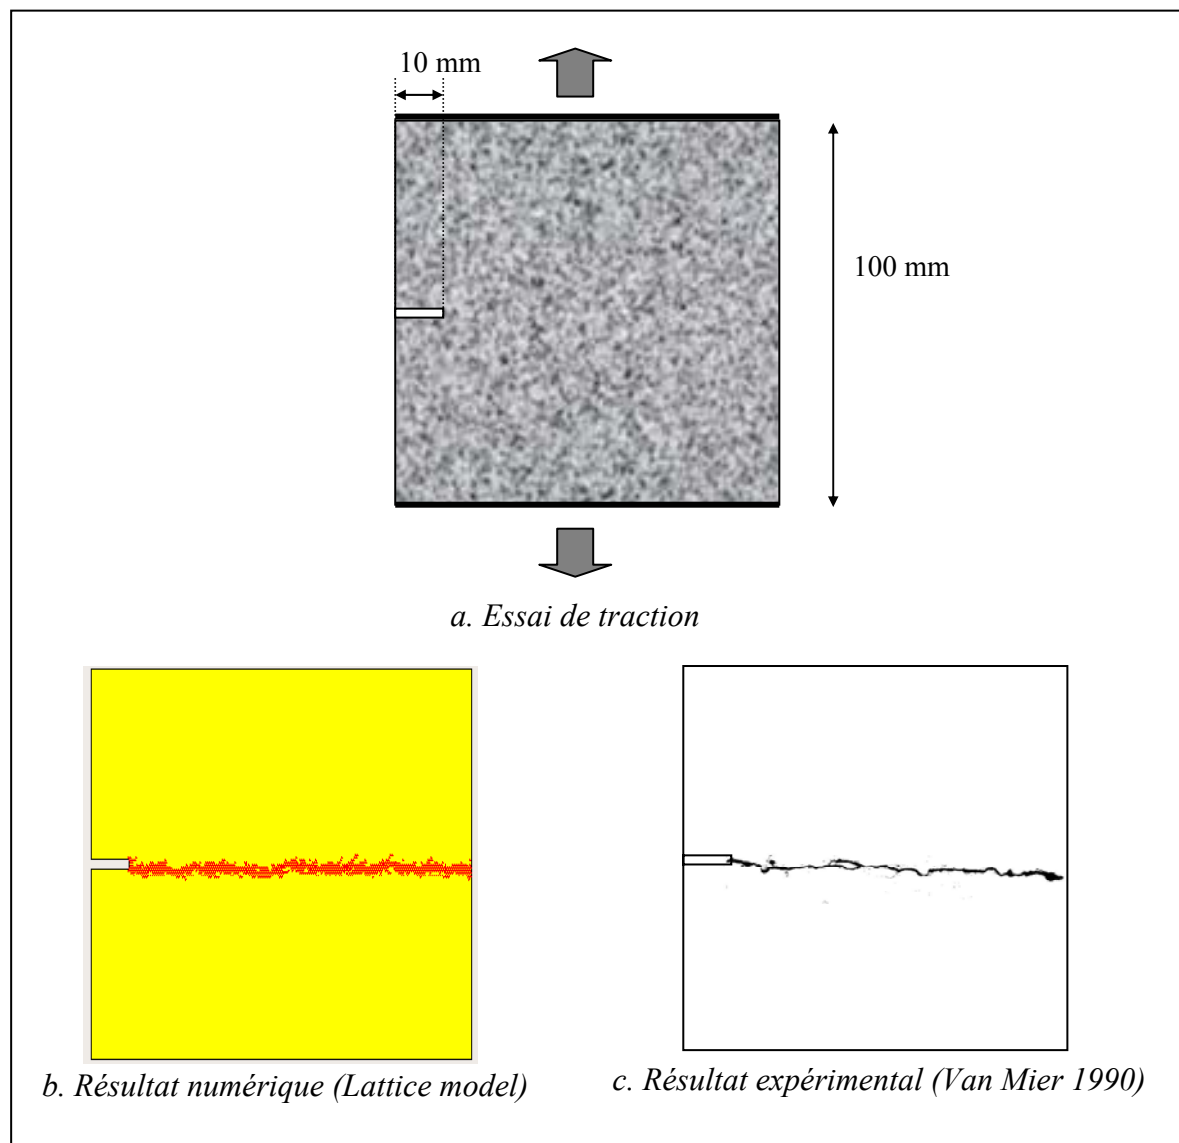 10 mm
100 mm
a. Essai de traction
b. Résultat numérique (Lattice model)
c. Résultat expérimental (Van Mier 1990)